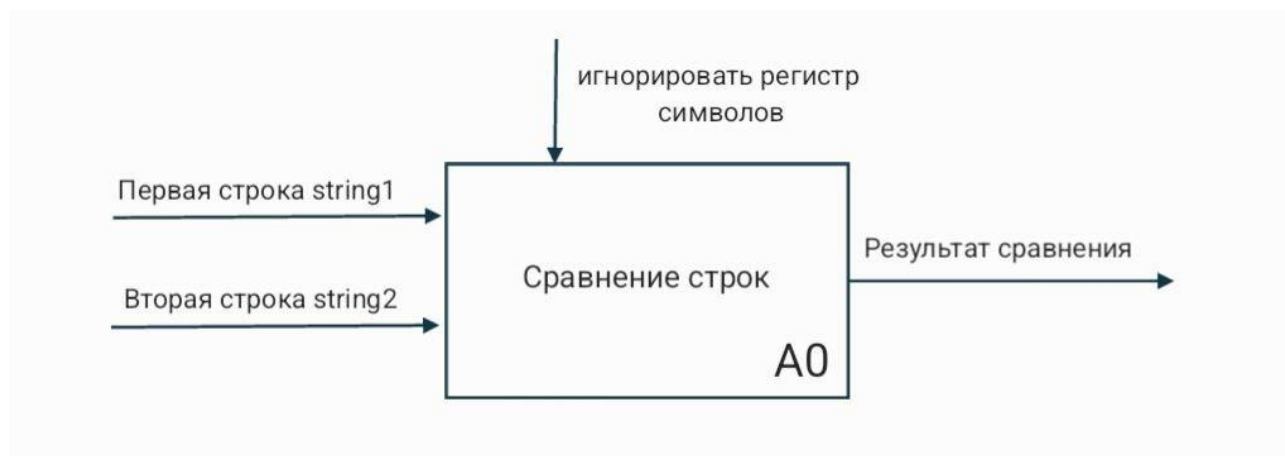 игнорировать регистр
символов
Первая строка string1
Вторая строка string2
Сравнение строк
Результат сравнения
A0